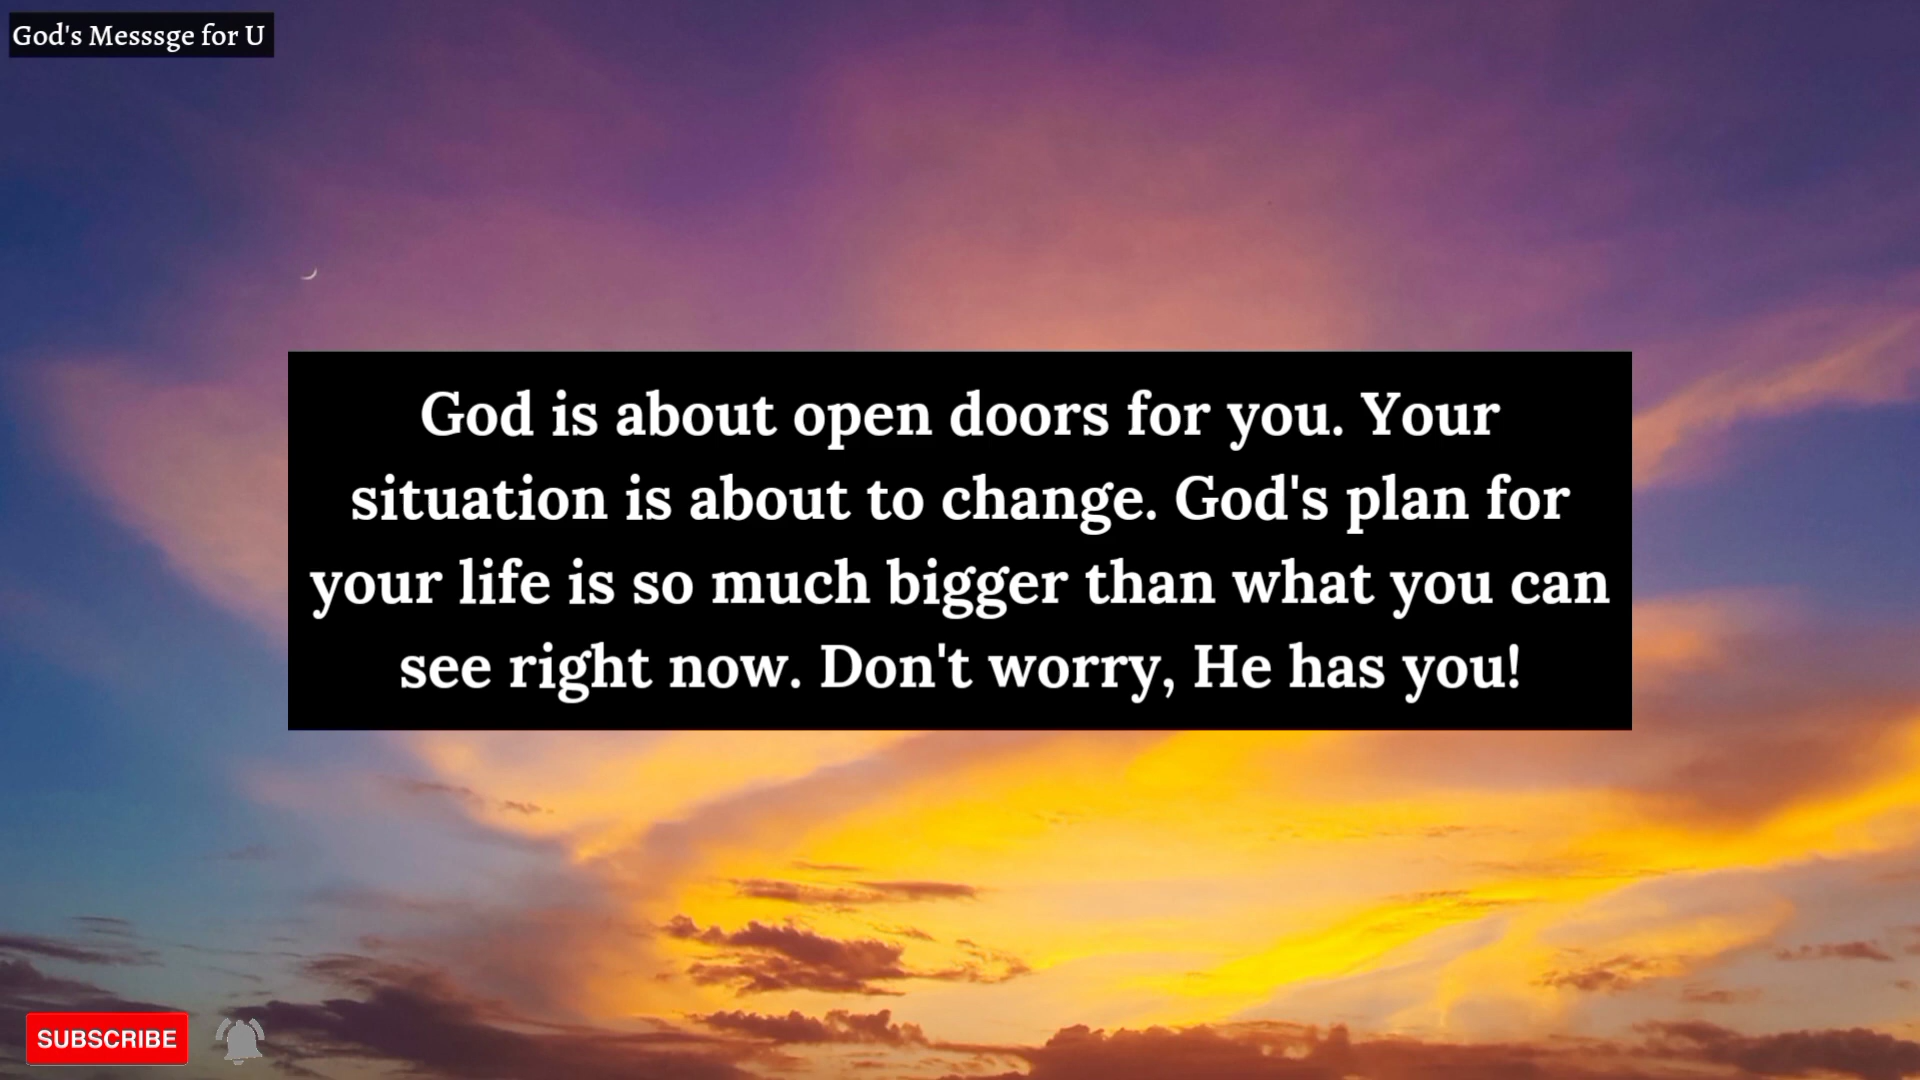 God's Messsge for U
God is about open doors for you. Your
situation is about to change. God's plan for
your life is so much bigger than what you can
see right now. Don't worry, He has you!
SUBSCRIBE